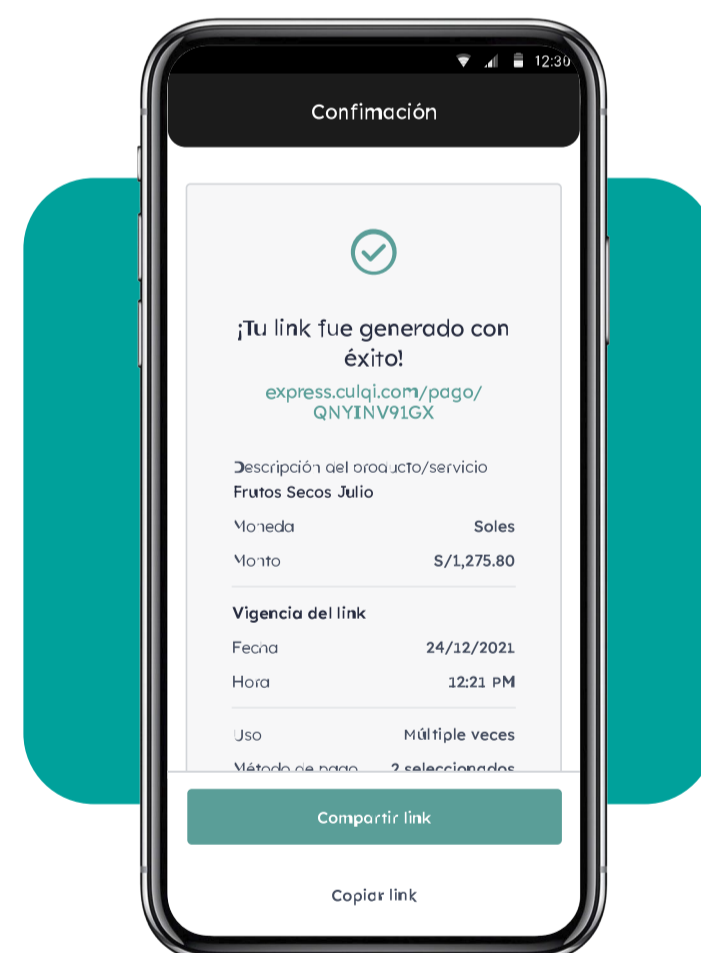 12:30
Confimación
¡Tu link fue generado con
éxito!
express.culqi.com/pago/
QNYINV91GX
Descripción del producto/servicio
Frutos Secos Julio
Moneda Soles
Monto S/1,275.80
Vigencia del link
Fecha 24/12/2021
Hora 12:21 PM
Uso Múltiple veces
Método de pago 2 seleccionados
Compartir link
Copiar link